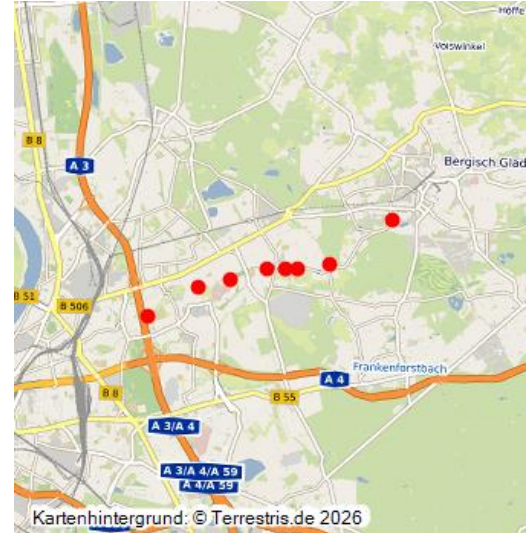 Höffe
Voiswinkel
B 8
A 3
Bergisch Glad
B 51
B 506
Frankenforstbach
A 4
B 8
B 55
A 3/A 4
A 3/A 4/A 59
A 4/A 59
Kartenhintergrund: © Terrestris.de 2026